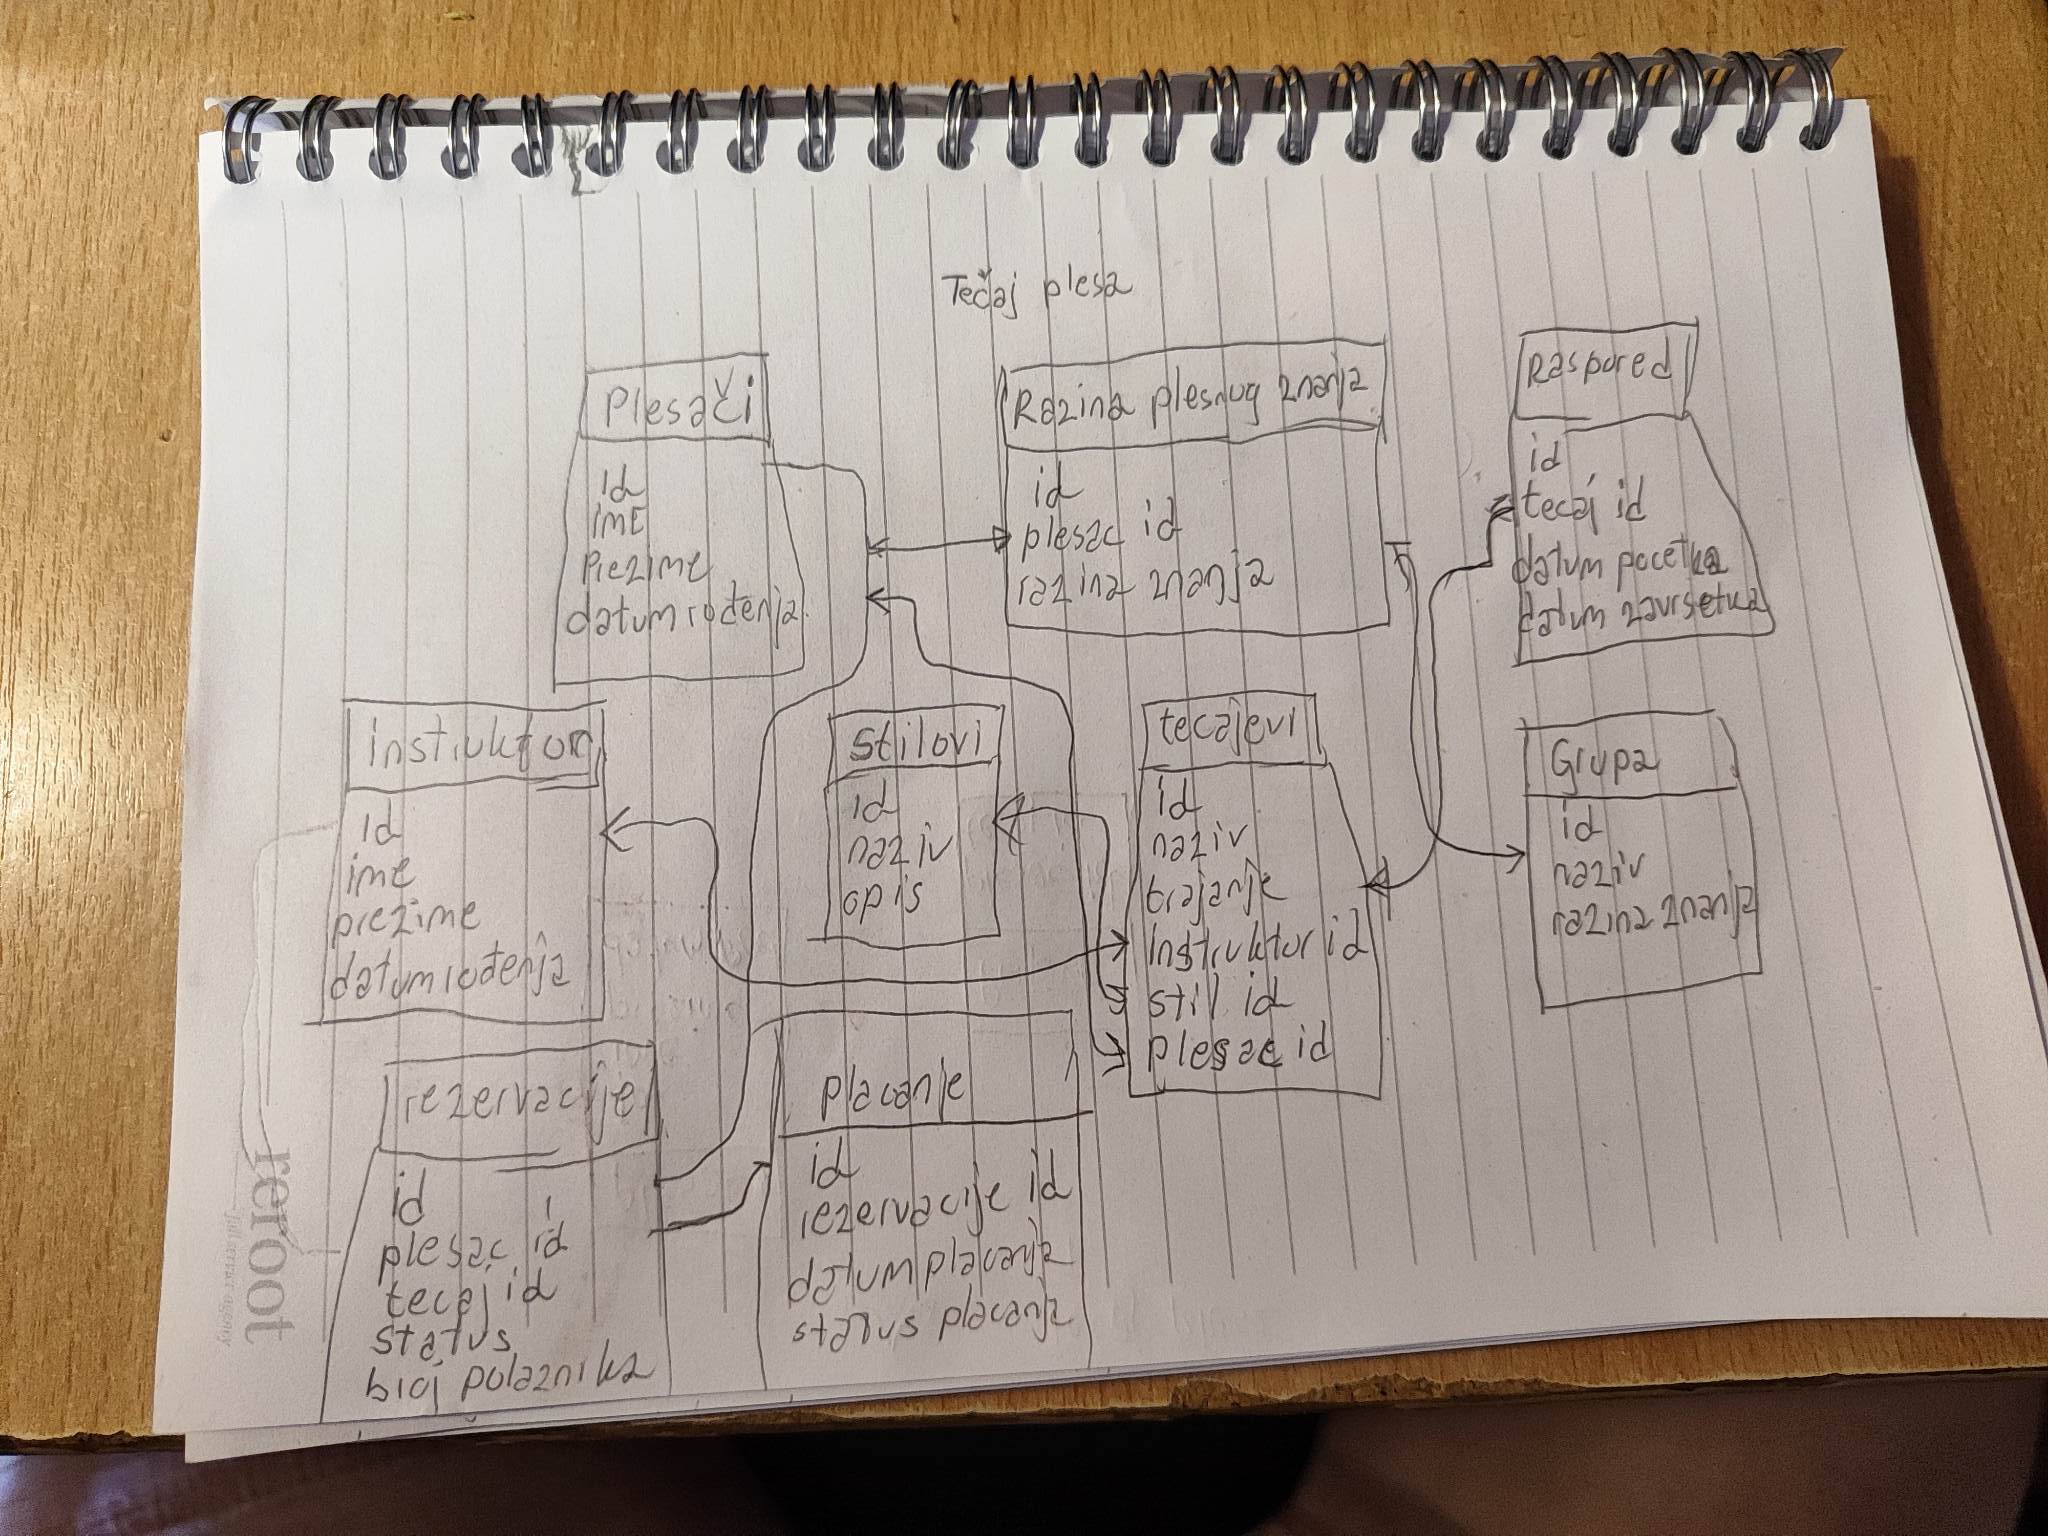 Tečaj plesa
Plesači
id
ime
Prezime
datum rođenja
Razina plesnog znanja
id
plesac id
razina znanja
Raspored
id
tecaj id
datum pocetka
datum zavrsetka
instruktori
id
ime
prezime
datum rođenja
Stilovi
id
naziv
opis
tecajevi
id
naziv
trajanje
instruktor id
stil id
plesac id
Grupa
id
naziv
razina znanja
rezervacije
id
plesac id
tecaj id
status
broj polaznika
placanje
id
rezervacije id
datum placanja
status placanja
reroot